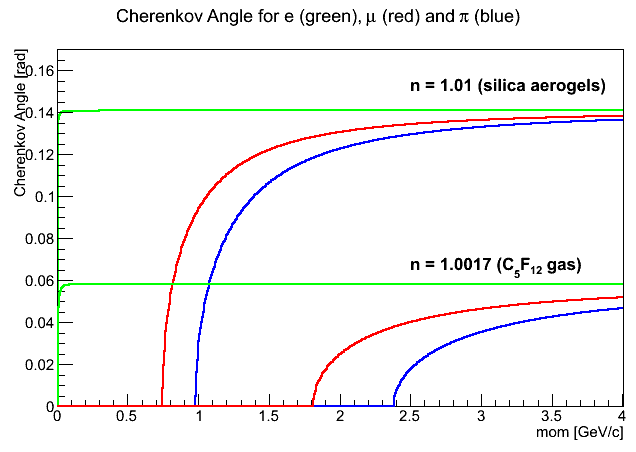 Cherenkov Angle for e (green), μ (red) and π (blue)
Cherenkov Angle [rad]
0.16
0.14
0.12
0.1
0.08
0.06
0.04
0.02
0
n = 1.01 (silica aerogels)
n = 1.0017 (C₅F₁₂ gas)
0 0.5 1 1.5 2 2.5 3 3.5 4
mom [GeV/c]